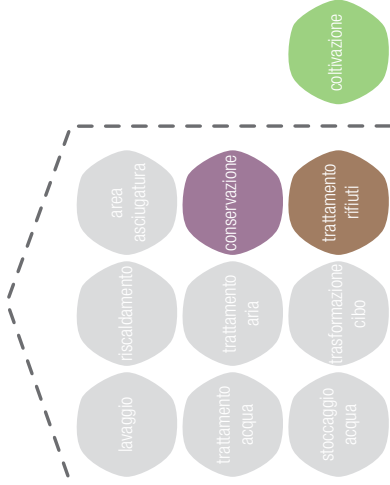 lavaggio
riscaldamento
area
asciugatura
trattamento
acqua
trattamento
aria
conservazione
stoccaggio
acqua
trasformazione
cibo
trattamento
rifiuti
coltivazione